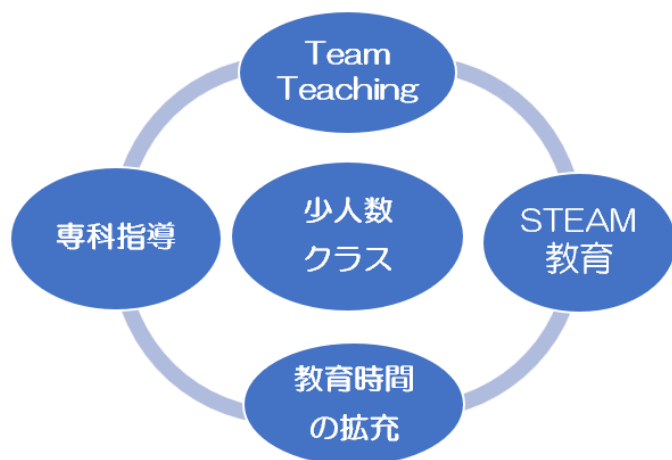 Team
Teaching
専科指導
少人数
クラス
STEAM
教育
教育時間
の拡充